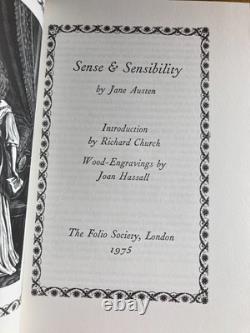 Sense & Sensibility
by Jane Austen
Introduction
by Richard Church
Wood-Engravings by
Joan Hassall
The Folio Society, London
1975
ebay